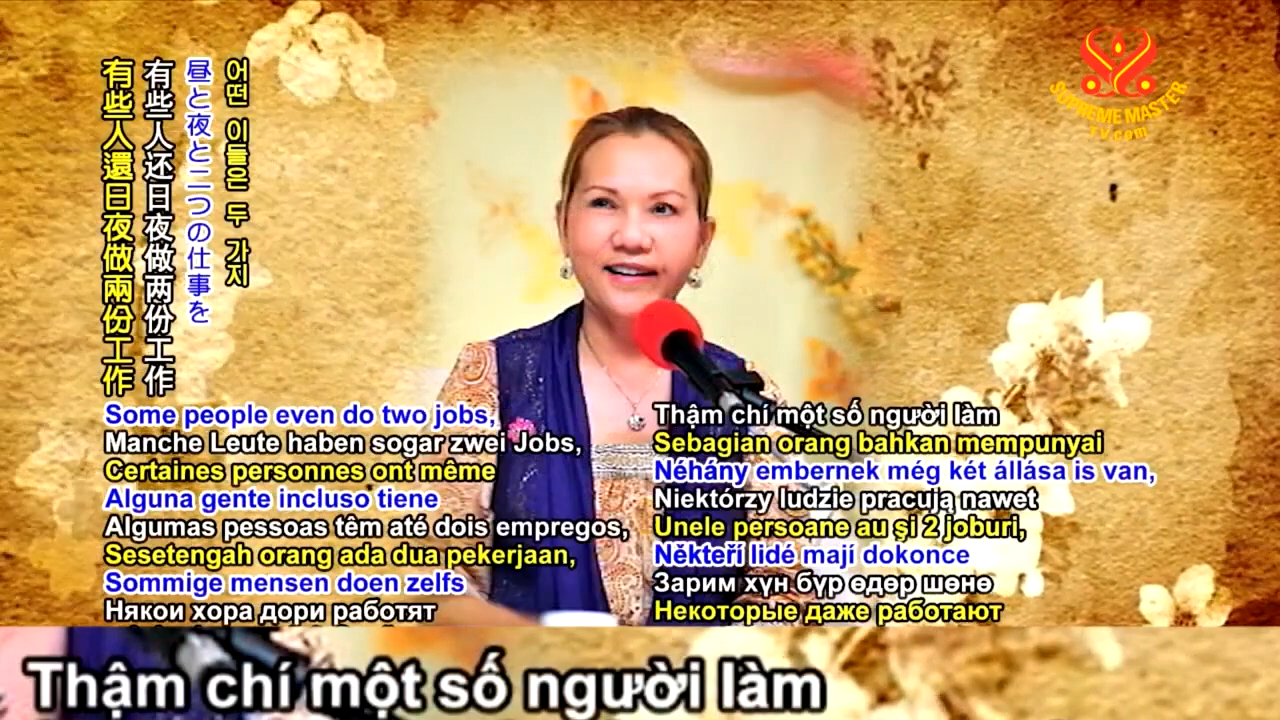 어떤 이들은 두 가지
昼と夜と二つの仕事を
有些人还日夜做两份工作
有些人還日夜做兩份工作
SUPREME MASTER
TV.com
Some people even do two jobs,
Manche Leute haben sogar zwei Jobs,
Certaines personnes ont même
Alguna gente incluso tiene
Algumas pessoas têm até dois empregos,
Sesetengah orang ada dua pekerjaan,
Sommige mensen doen zelfs
Някои хора дори работят
Thậm chí một số người làm
Sebagian orang bahkan mempunyai
Néhány embernek még két állása is van,
Niektórzy ludzie pracują nawet
Unele persoane au şi 2 joburi,
Někteří lidé mají dokonce
Зарим хүн бүр өдөр шөнө
Некоторые даже работают
Thậm chí một số người làm